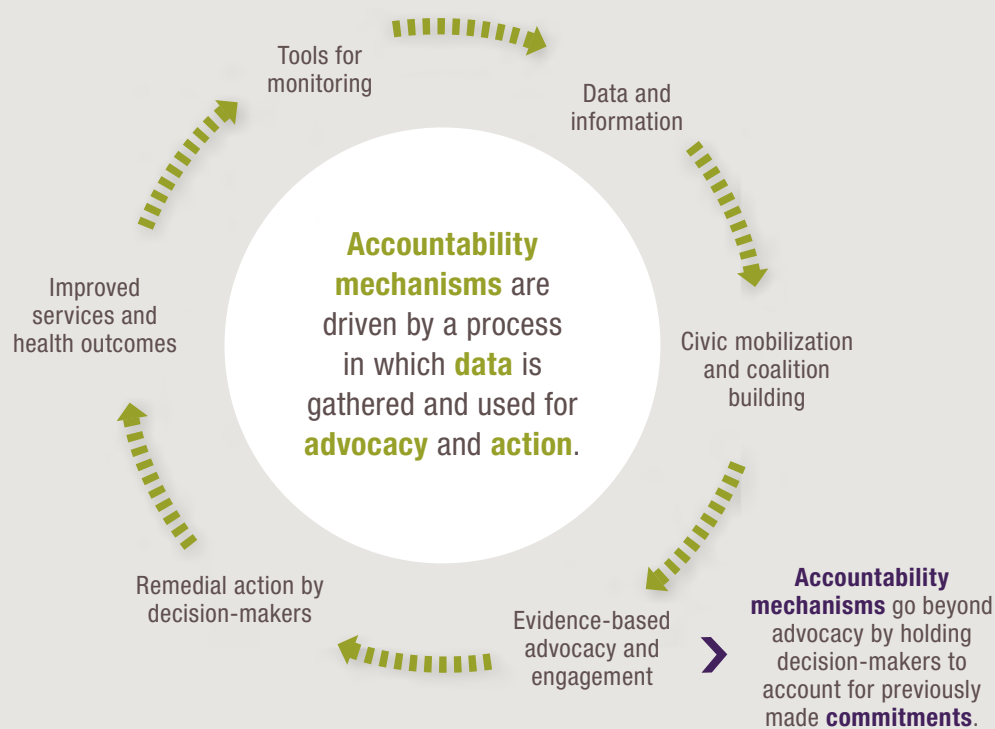 Tools for
monitoring
Data and
information
Civic mobilization
and coalition
building
Evidence-based
advocacy and
engagement
Accountability
mechanisms go beyond
advocacy by holding
decision-makers to
account for previously
made commitments.
Remedial action by
decision-makers
Improved
services and
health outcomes
Accountability
mechanisms are
driven by a process
in which data is
gathered and used for
advocacy and action.